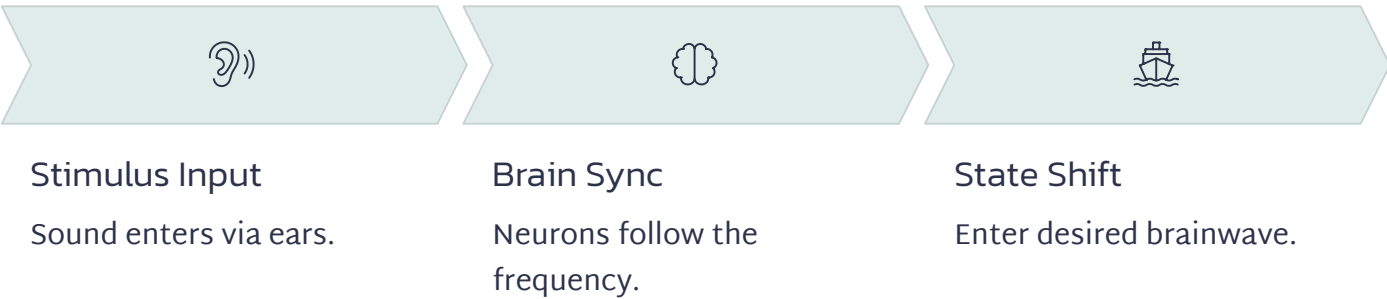 Stimulus Input
Sound enters via ears.
Brain Sync
Neurons follow the
frequency.
State Shift
Enter desired brainwave.